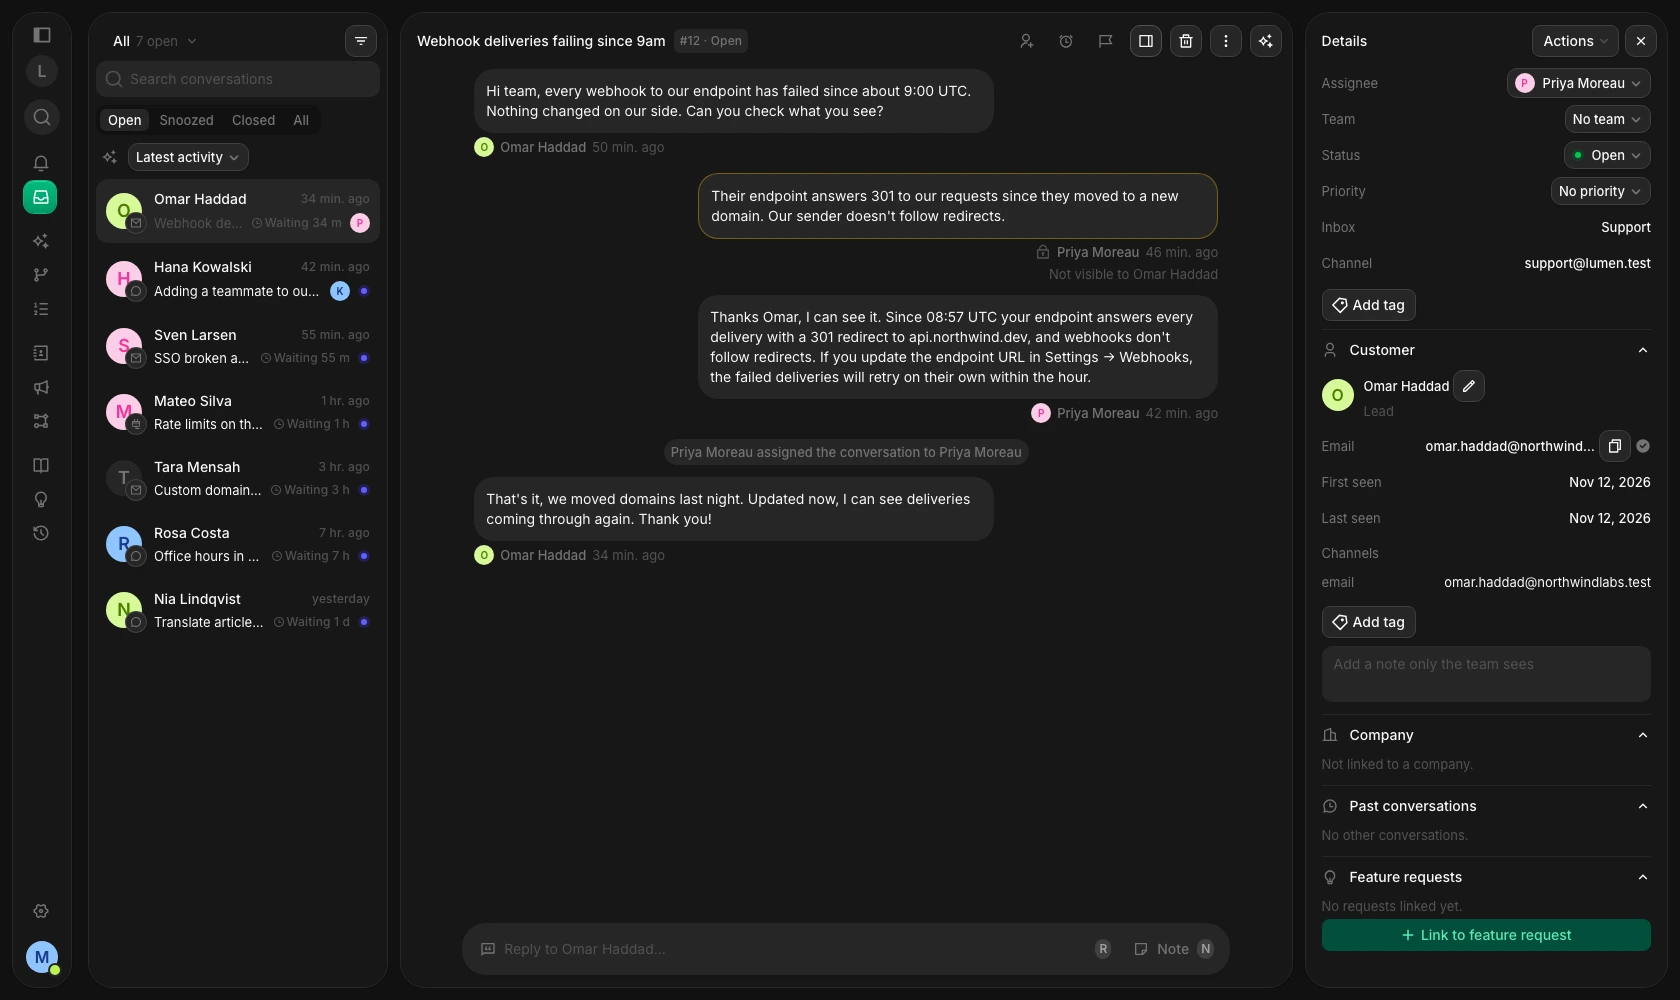 L
M
All 7 open
Search conversations
Open Snoozed Closed All
Latest activity
O
Omar Haddad 34 min. ago
Webhook de... Waiting 34 m P
H
Hana Kowalski 42 min. ago
Adding a teammate to ou... K
S
Sven Larsen 55 min. ago
SSO broken a... Waiting 55 m
M
Mateo Silva 1 hr. ago
Rate limits on th... Waiting 1 h
T
Tara Mensah 3 hr. ago
Custom domain... Waiting 3 h
R
Rosa Costa 7 hr. ago
Office hours in ... Waiting 7 h
N
Nia Lindqvist yesterday
Translate article... Waiting 1 d
Webhook deliveries failing since 9am #12 · Open
Hi team, every webhook to our endpoint has failed since about 9:00 UTC.
Nothing changed on our side. Can you check what you see?
O Omar Haddad 50 min. ago
Their endpoint answers 301 to our requests since they moved to a new
domain. Our sender doesn't follow redirects.
Priya Moreau 46 min. ago
Not visible to Omar Haddad
Thanks Omar, I can see it. Since 08:57 UTC your endpoint answers every
delivery with a 301 redirect to api.northwind.dev, and webhooks don't
follow redirects. If you update the endpoint URL in Settings → Webhooks,
the failed deliveries will retry on their own within the hour.
P Priya Moreau 42 min. ago
Priya Moreau assigned the conversation to Priya Moreau
That's it, we moved domains last night. Updated now, I can see deliveries
coming through again. Thank you!
O Omar Haddad 34 min. ago
Reply to Omar Haddad... R Note N
Details Actions
Assignee P Priya Moreau
Team No team
Status Open
Priority No priority
Inbox Support
Channel support@lumen.test
Add tag
Customer
O Omar Haddad
Lead
Email omar.haddad@northwind...
First seen Nov 12, 2026
Last seen Nov 12, 2026
Channels
email omar.haddad@northwindlabs.test
Add tag
Add a note only the team sees
Company
Not linked to a company.
Past conversations
No other conversations.
Feature requests
No requests linked yet.
+ Link to feature request